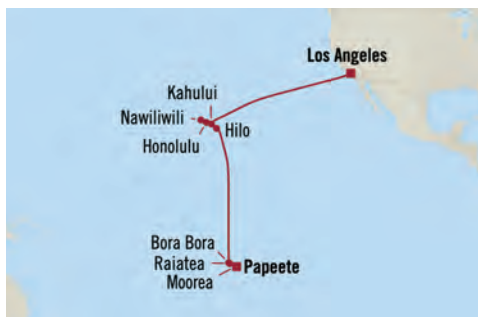 Los Angeles
Kahului
Nawiliwili
Hilo
Honolulu
Bora Bora
Raiatea
Papeete
Moorea